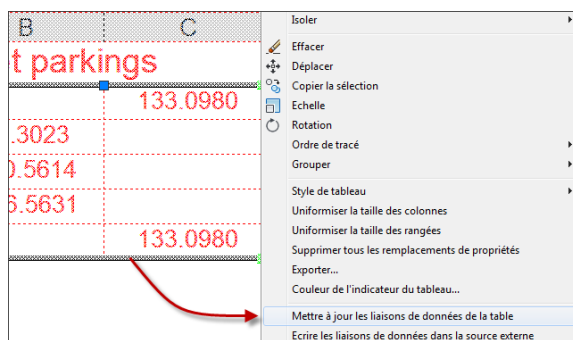 B C
t parkings
133.0980
.3023
0.5614
6.5631
133.0980
Isoler
Effacer
Déplacer
Copier la sélection
Echelle
Rotation
Ordre de tracé
Grouper
Style de tableau
Uniformiser la taille des colonnes
Uniformiser la taille des rangées
Supprimer tous les remplacements de propriétés
Exporter...
Couleur de l'indicateur du tableau...
Mettre à jour les liaisons de données de la table
Ecrire les liaisons de données dans la source externe